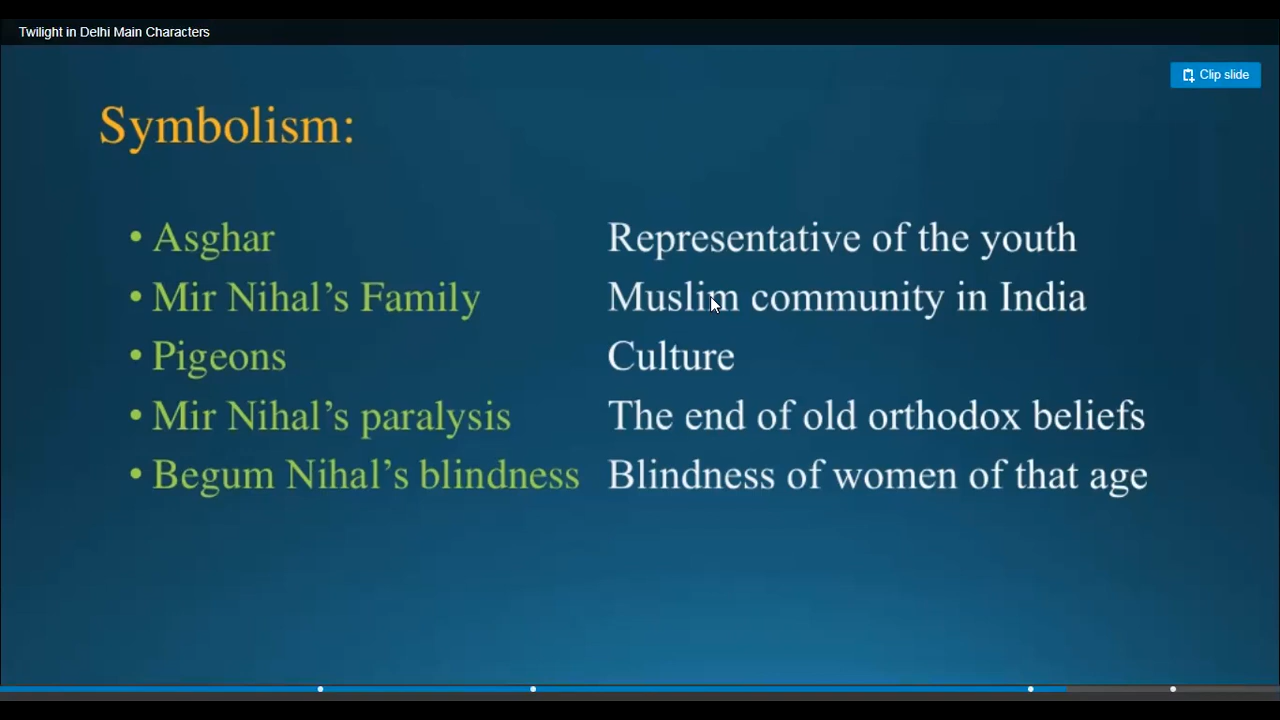 Twilight in Delhi Main Characters
Clip slide
Symbolism:
• Asghar Representative of the youth
• Mir Nihal’s Family Muslim community in India
• Pigeons Culture
• Mir Nihal’s paralysis The end of old orthodox beliefs
• Begum Nihal’s blindness Blindness of women of that age